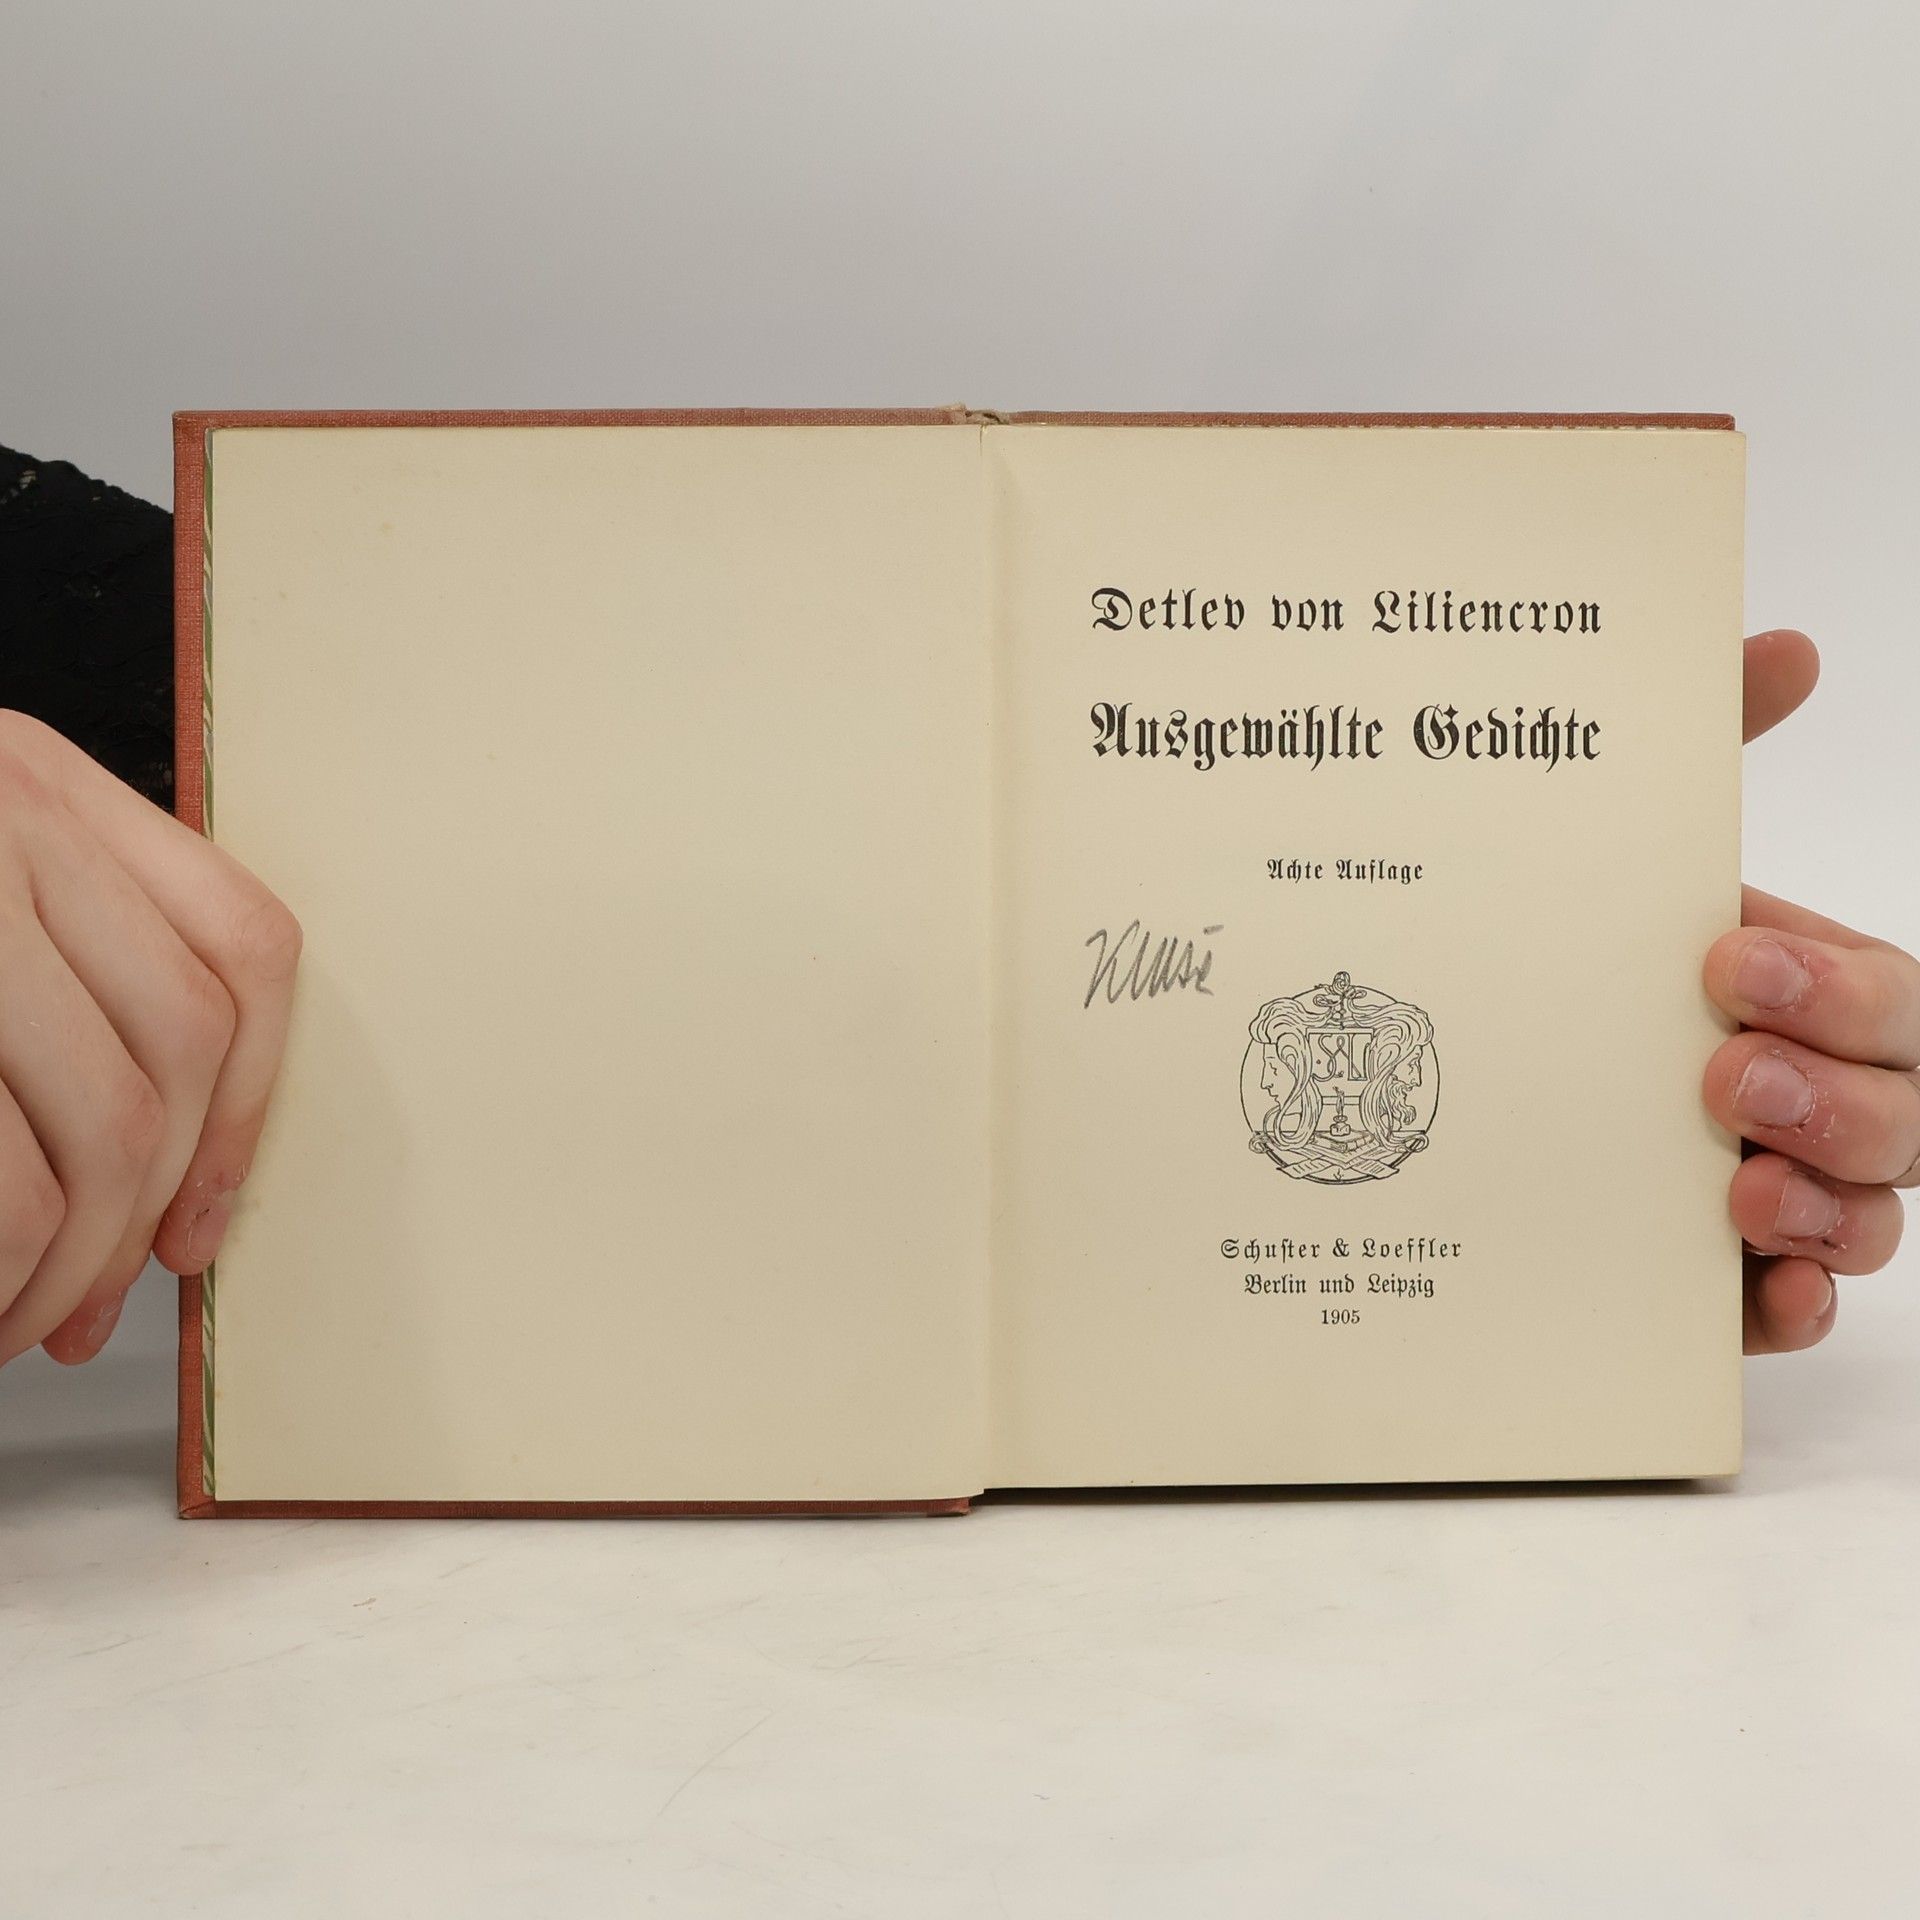 Detlev von Liliencron
Ausgewählte Gedichte
Achte Auflage
S & L
Schuster & Loeffler
Berlin und Leipzig
1905